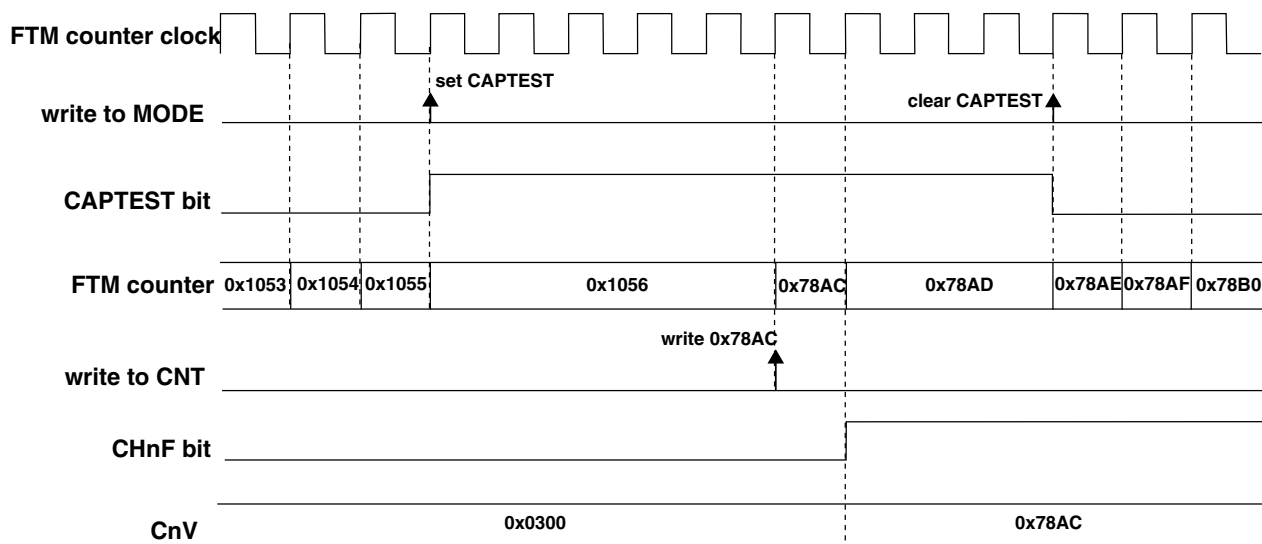 FTM counter clock
set CAPTEST
clear CAPTEST
write to MODE
CAPTEST bit
FTM counter 0x1053 0x1054 0x1055 0x1056 0x78AC 0x78AD 0x78AE 0x78AF 0x78B0
write 0x78AC
write to CNT
CHnF bit
CnV 0x0300 0x78AC